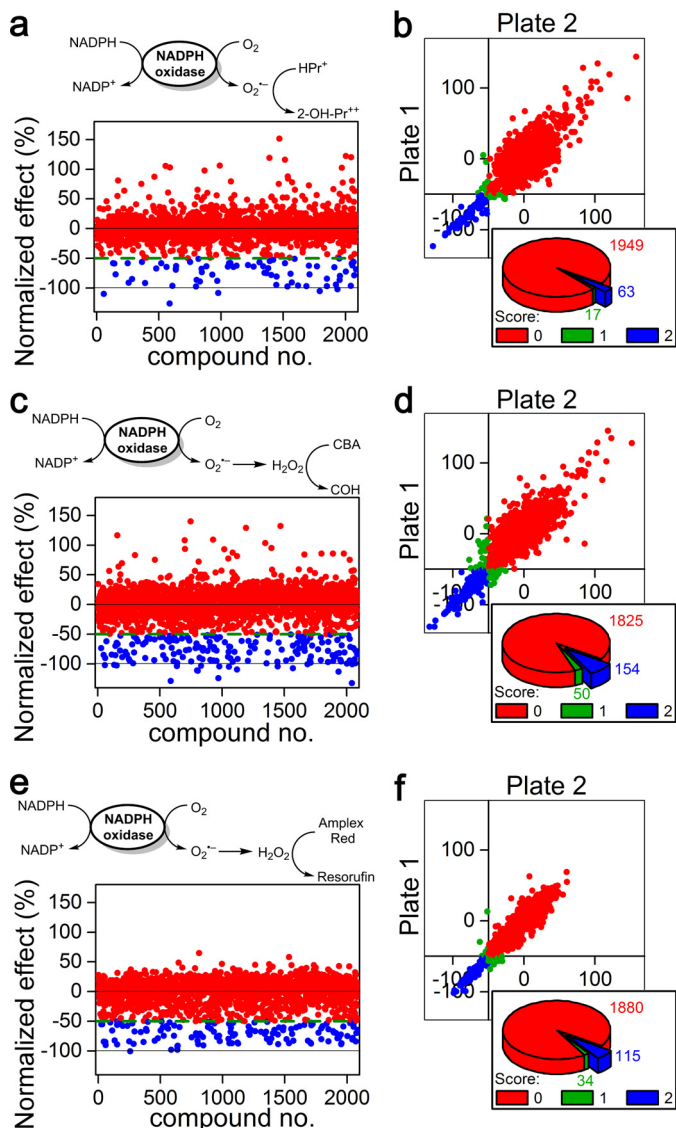 a
NADPH
NADP⁺
NADPH
oxidase
O₂
O₂•⁻
HPr⁺
2-OH-Pr⁺⁺
Normalized effect (%)
150
100
50
0
-50
-100
0 500 1000 1500 2000
compound no.
b
Plate 2
Plate 1
100
0
-100
-100 0 100
1949
63
17
Score:
0 1 2
c
NADPH
NADP⁺
NADPH
oxidase
O₂
O₂•⁻
H₂O₂
CBA
COH
Normalized effect (%)
150
100
50
0
-50
-100
0 500 1000 1500 2000
compound no.
d
Plate 2
Plate 1
100
0
-100
-100 0 100
1825
154
50
Score:
0 1 2
e
NADPH
NADP⁺
NADPH
oxidase
O₂
O₂•⁻
H₂O₂
Amplex
Red
Resorufin
Normalized effect (%)
150
100
50
0
-50
-100
0 500 1000 1500 2000
compound no.
f
Plate 2
Plate 1
100
0
-100
-100 0 100
1880
115
34
Score:
0 1 2